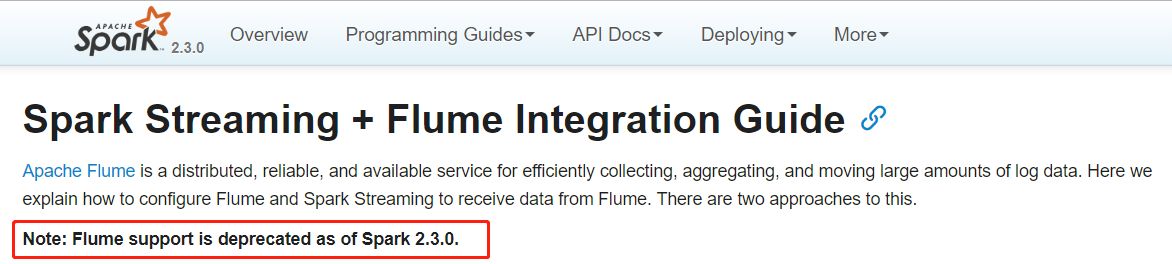 APACHE Spark 2.3.0 Overview Programming Guides API Docs Deploying More
Spark Streaming + Flume Integration Guide
Apache Flume is a distributed, reliable, and available service for efficiently collecting, aggregating, and moving large amounts of log data. Here we
explain how to configure Flume and Spark Streaming to receive data from Flume. There are two approaches to this.
Note: Flume support is deprecated as of Spark 2.3.0.